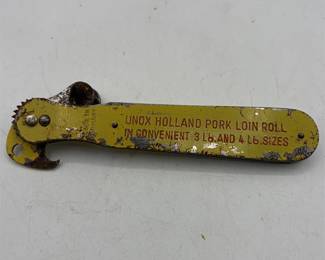 UNOX HOLLAND PORK LOIN ROLL
IN CONVENIENT 3 LB. AND 4 LB. SIZES